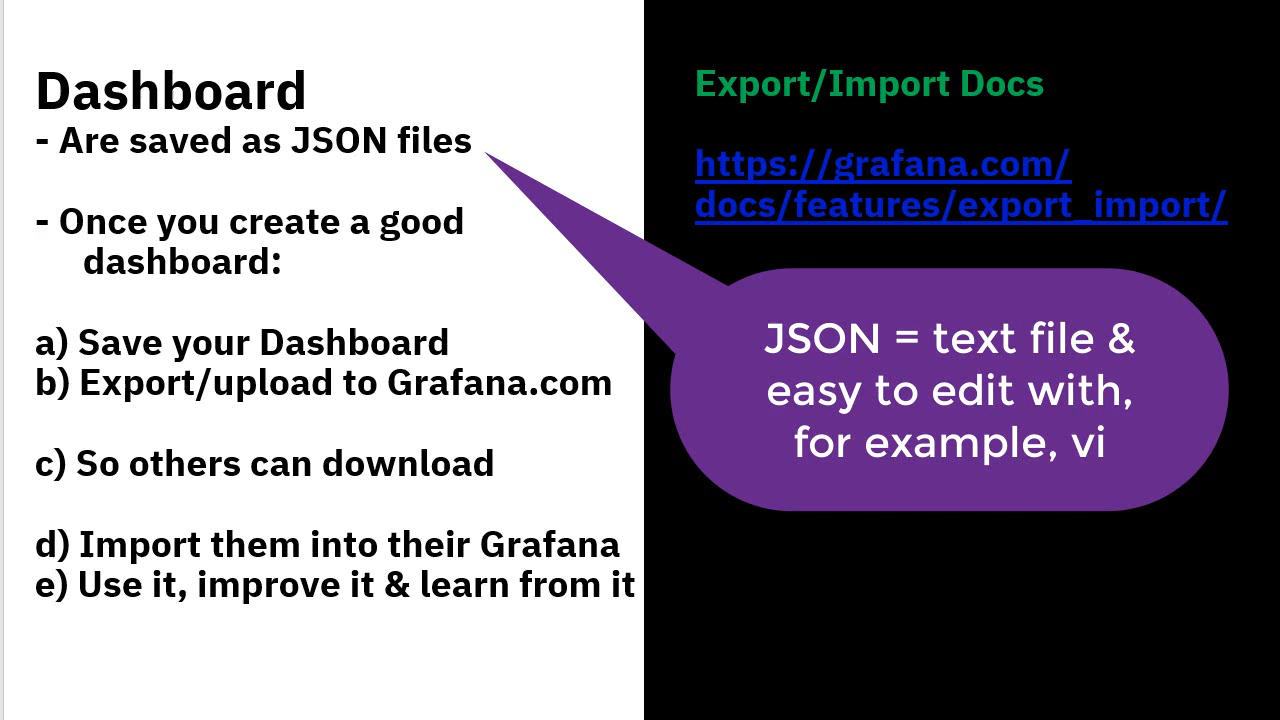 Dashboard
- Are saved as JSON files
- Once you create a good
dashboard:
a) Save your Dashboard
b) Export/upload to Grafana.com
c) So others can download
d) Import them into their Grafana
e) Use it, improve it & learn from it
Export/Import Docs
https://grafana.com/
docs/features/export_import/
JSON = text file &
easy to edit with,
for example, vi